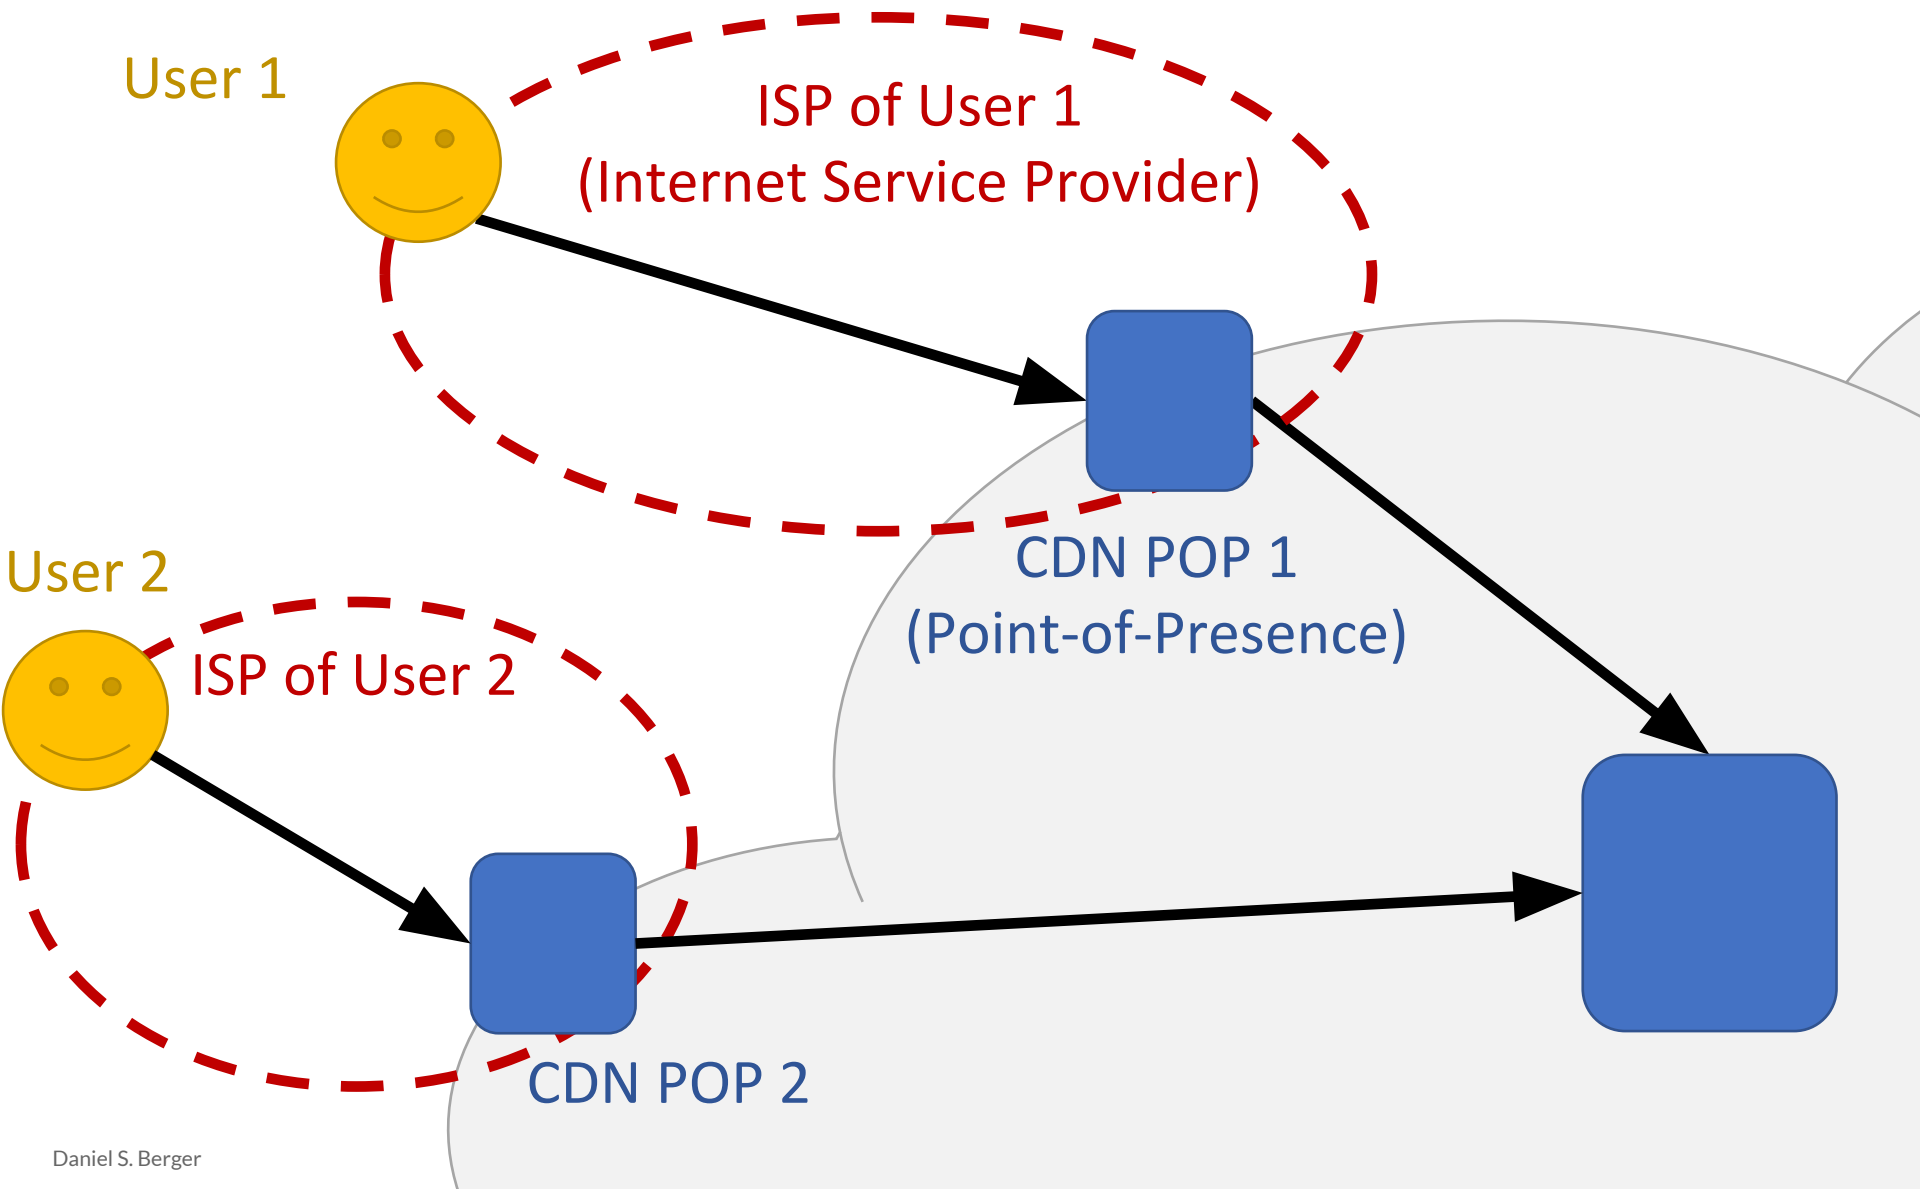 User 1
ISP of User 1
(Internet Service Provider)
CDN POP 1
(Point-of-Presence)
User 2
ISP of User 2
CDN POP 2
Daniel S. Berger